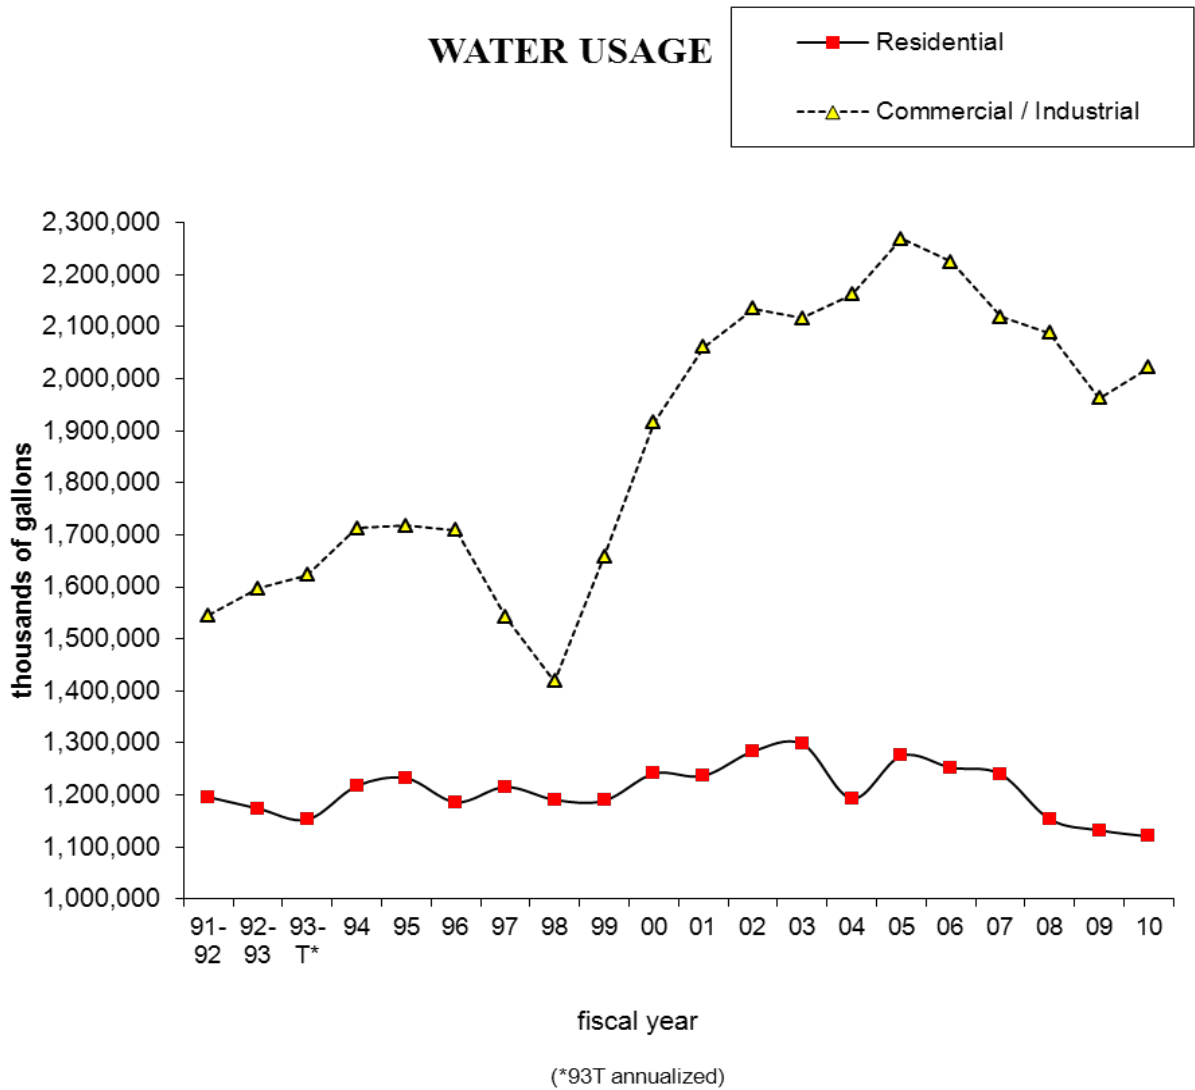 WATER USAGE
Residential
Commercial / Industrial
2,300,000
2,200,000
2,100,000
2,000,000
1,900,000
1,800,000
1,700,000
1,600,000
1,500,000
1,400,000
1,300,000
1,200,000
1,100,000
1,000,000
thousands of gallons
91- 92- 93- 94 95 96 97 98 99 00 01 02 03 04 05 06 07 08 09 10
92 93 T*
fiscal year
(*93T annualized)